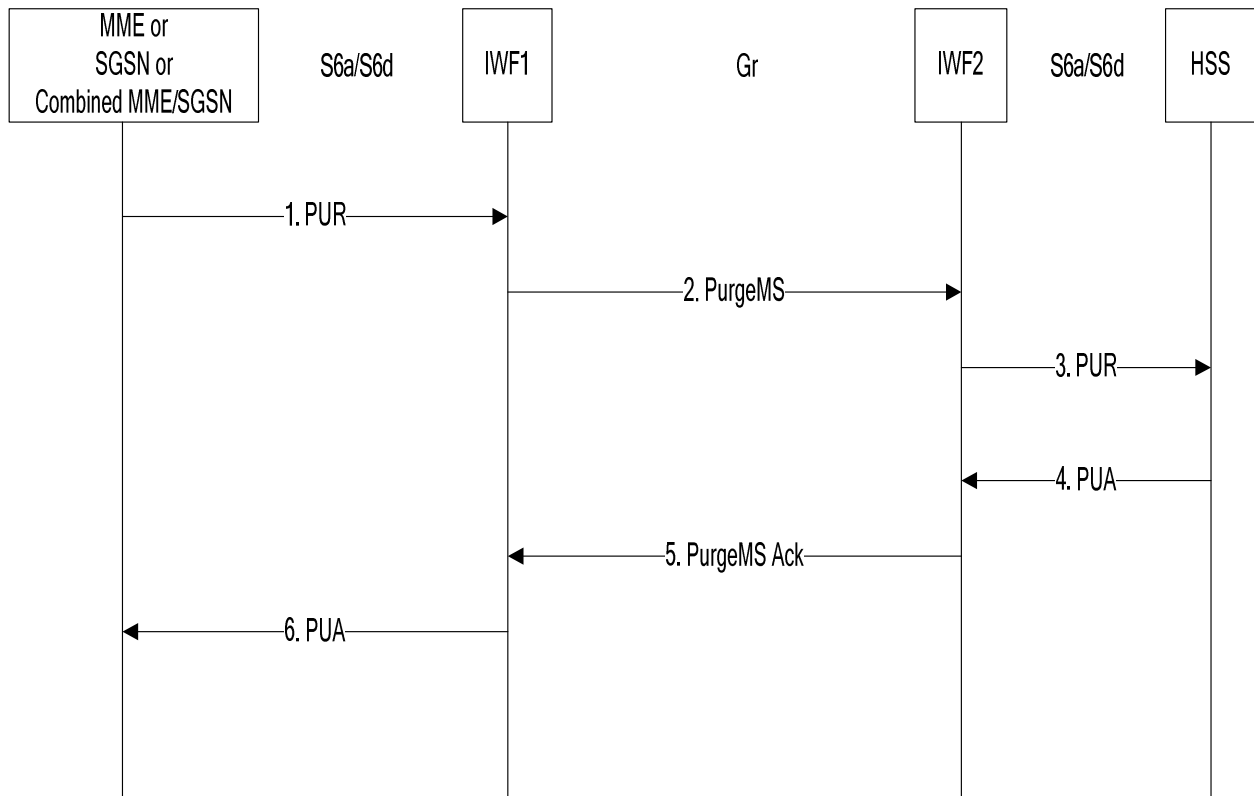 MME or
SGSN or
Combined MME/SGSN
S6a/S6d
IWF1
Gr
IWF2
S6a/S6d
HSS
1. PUR
2. PurgeMS
3. PUR
4. PUA
5. PurgeMS Ack
6. PUA